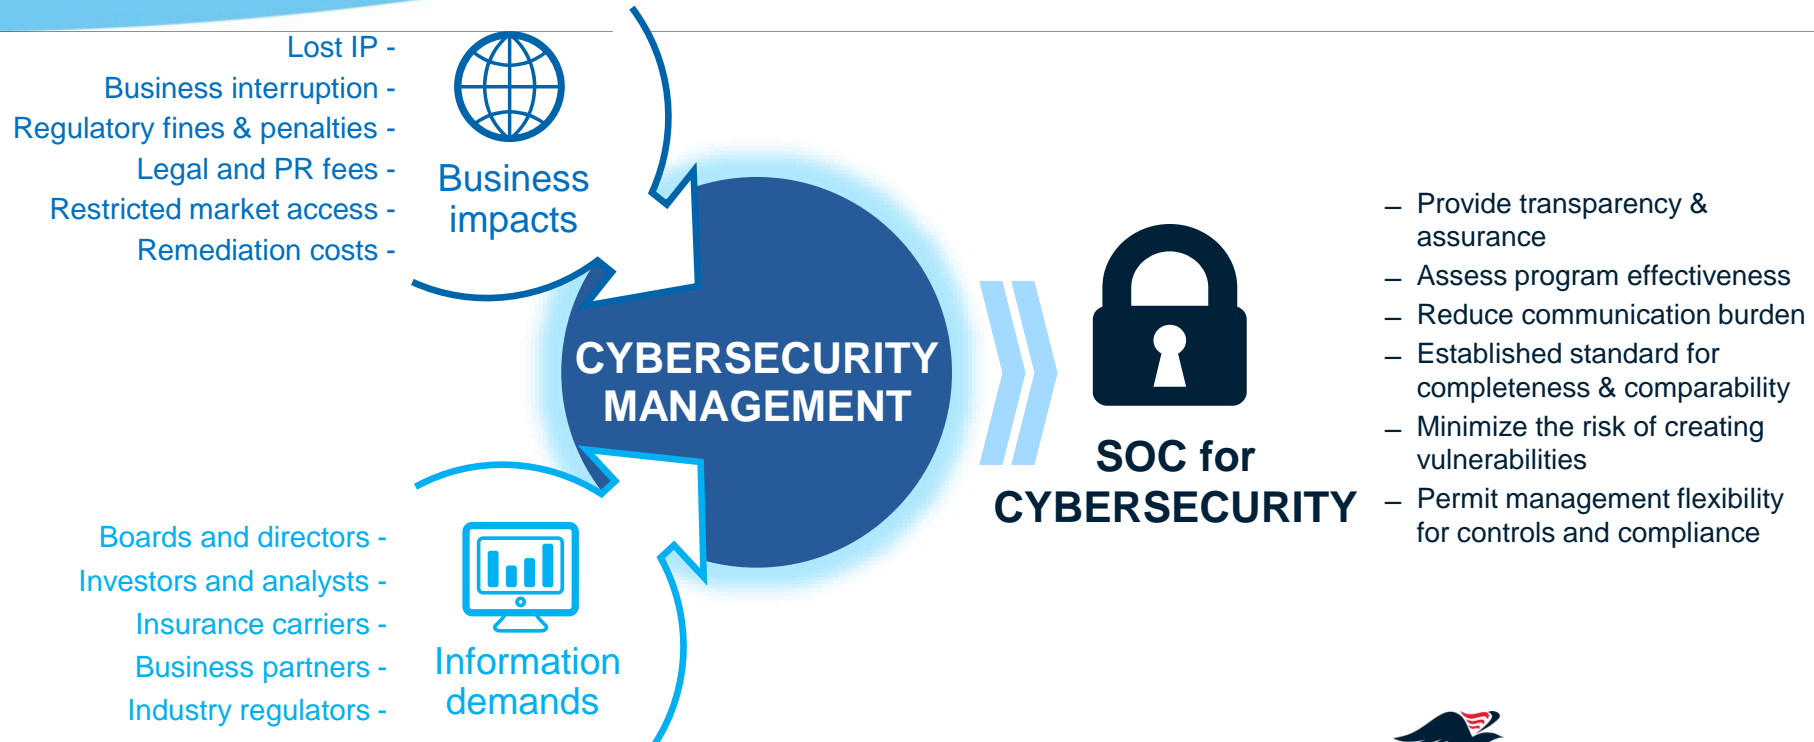 Lost IP -
Business interruption -
Regulatory fines & penalties -
Legal and PR fees -
Restricted market access -
Remediation costs -
Business
impacts
CYBERSECURITY
MANAGEMENT
Boards and directors -
Investors and analysts -
Insurance carriers -
Business partners -
Industry regulators -
Information
demands
SOC for
CYBERSECURITY
– Provide transparency &
assurance
– Assess program effectiveness
– Reduce communication burden
– Established standard for
completeness & comparability
– Minimize the risk of creating
vulnerabilities
– Permit management flexibility
for controls and compliance